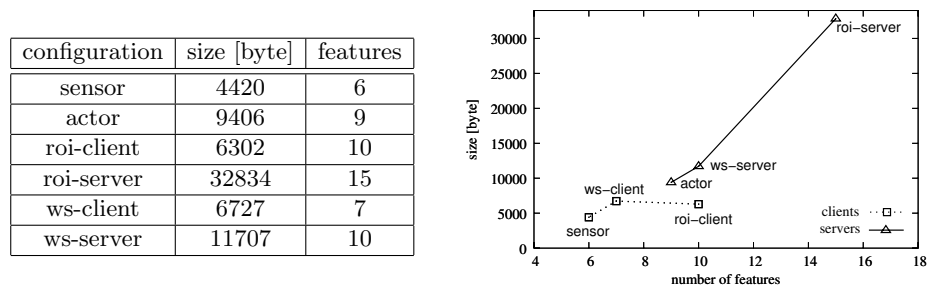 configuration size [byte] features
sensor 4420 6
actor 9406 9
roi-client 6302 10
roi-server 32834 15
ws-client 6727 7
ws-server 11707 10
30000
25000
20000
15000
10000
5000
0
size [byte]
roi-server
ws-server
actor
ws-client
roi-client
sensor
clients
servers
4 6 8 10 12 14 16 18
number of features